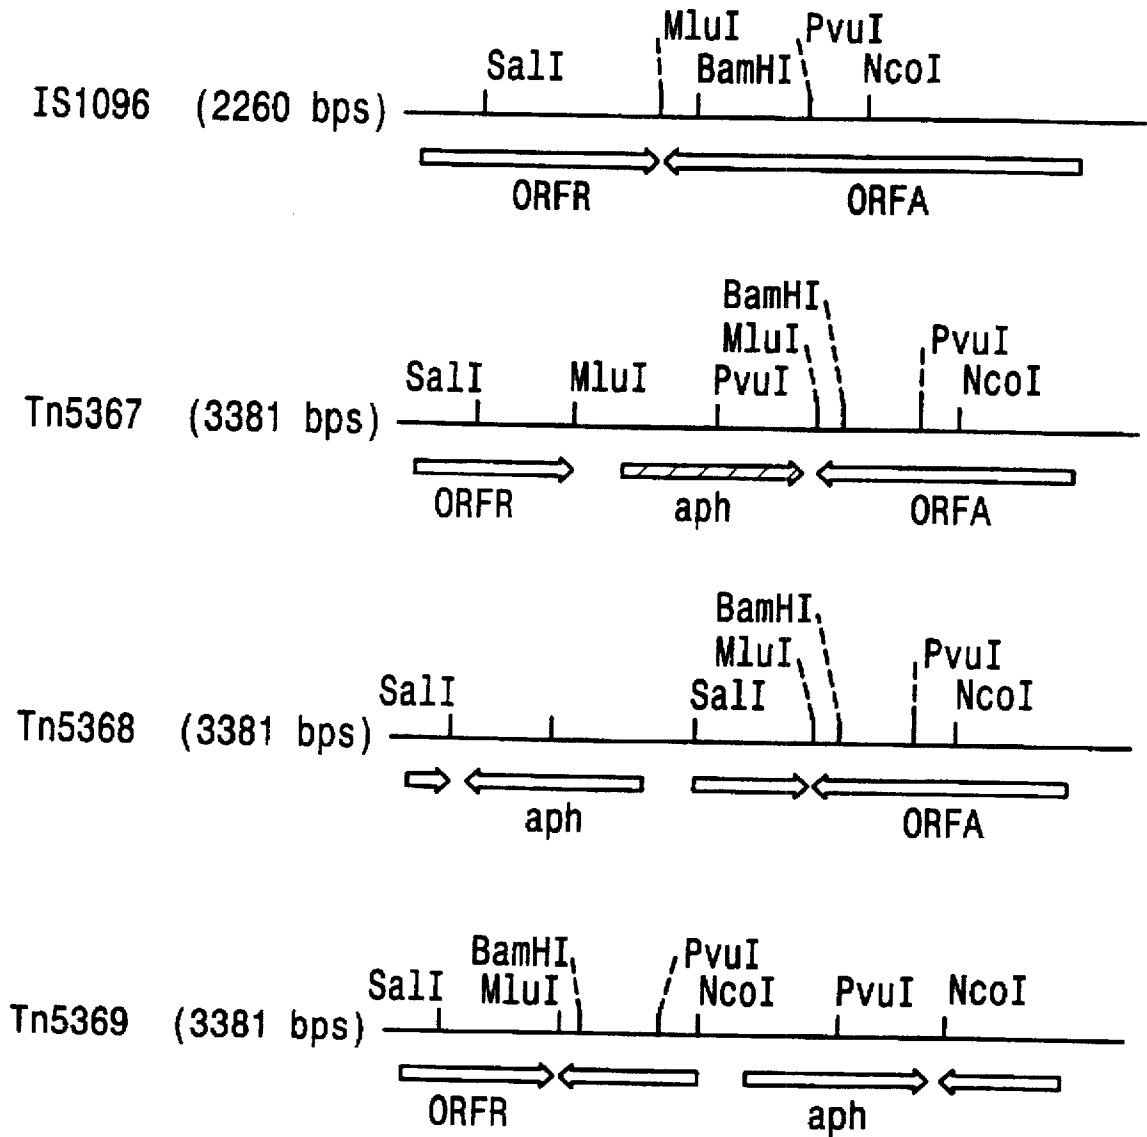 MluI PvuI
SalI BamHI NcoI
IS1096 (2260 bps)
ORFR ORFA
BamHI
MluI PvuI
SalI MluI PvuI NcoI
Tn5367 (3381 bps)
ORFR aph ORFA
BamHI
MluI PvuI
SalI SalI NcoI
Tn5368 (3381 bps)
aph ORFA
BamHI PvuI
SalI MluI NcoI PvuI NcoI
Tn5369 (3381 bps)
ORFR aph